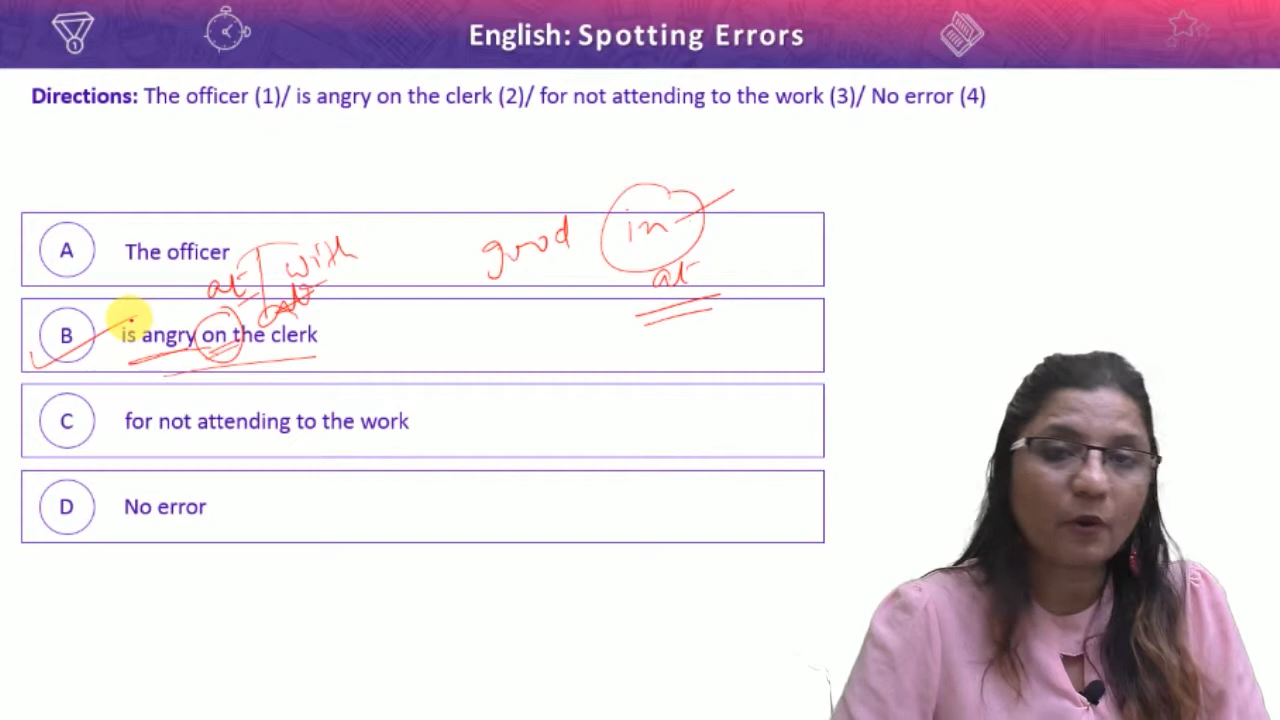 English: Spotting Errors
Directions: The officer (1)/ is angry on the clerk (2)/ for not attending to the work (3)/ No error (4)
good in
at
A The officer
at with
B is angry on the clerk
C for not attending to the work
D No error